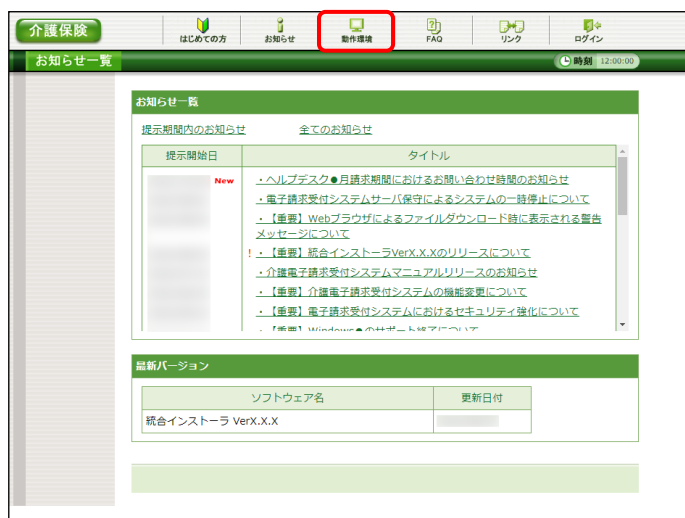 介護保険
はじめての方
お知らせ
動作環境
FAQ
リンク
ログイン
お知らせ一覧
時刻 12:00:00
お知らせ一覧
提示期間内のお知らせ 全てのお知らせ
提示開始日 タイトル
New ・ヘルプデスク●月請求期間におけるお問い合わせ時間のお知らせ
・電子請求受付システムサーバ保守によるシステムの一時停止について
・【重要】Webブラウザによるファイルダウンロード時に表示される警告
メッセージについて
!・【重要】統合インストーラVerX.X.Xのリリースについて
・介護電子請求受付システムマニュアルリリースのお知らせ
・【重要】介護電子請求受付システムの機能変更について
・【重要】電子請求受付システムにおけるセキュリティ強化について
・【重要】Windows●のサポート終了について
最新バージョン
ソフトウェア名 更新日付
統合インストーラ VerX.X.X